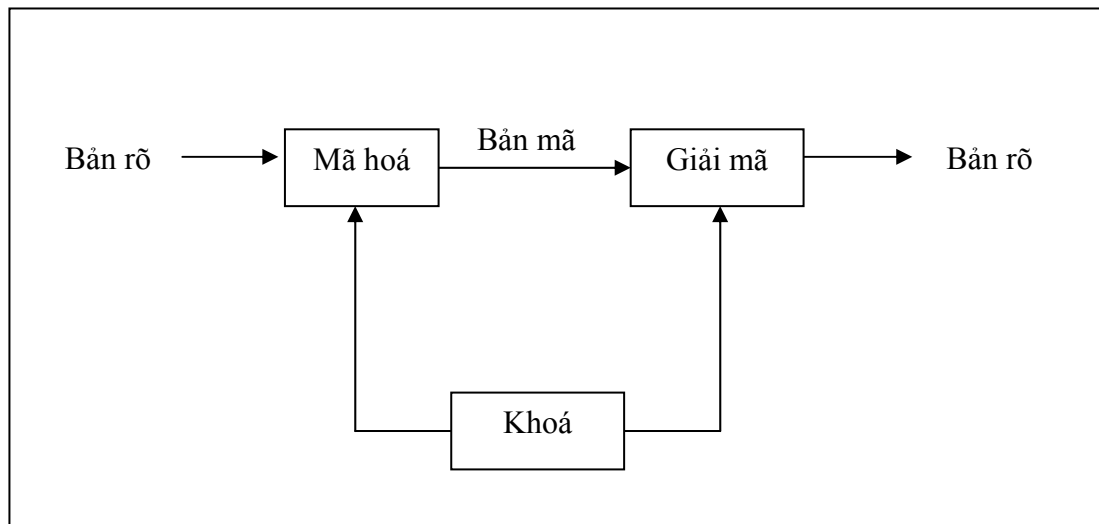 Bản rõ
Mã hoá
Bản mã
Giải mã
Bản rõ
Khoá